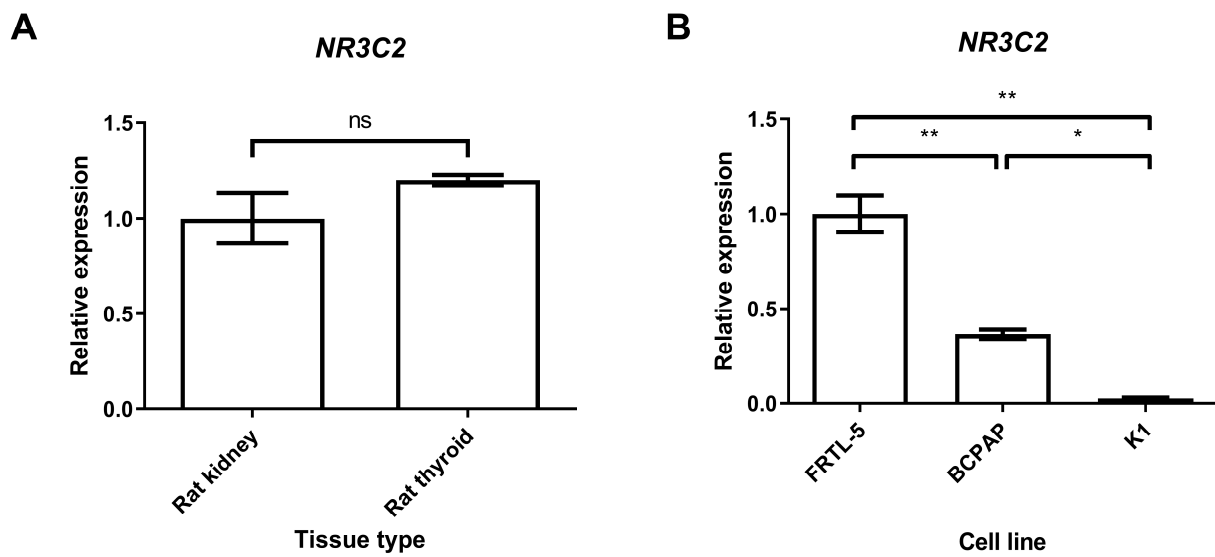 A
NR3C2
ns
1.5
1.0
0.5
0.0
Relative expression
Rat kidney
Rat thyroid
Tissue type
B
NR3C2
**
**
*
1.5
1.0
0.5
0.0
Relative expression
FRTL-5
BCPAP
K1
Cell line